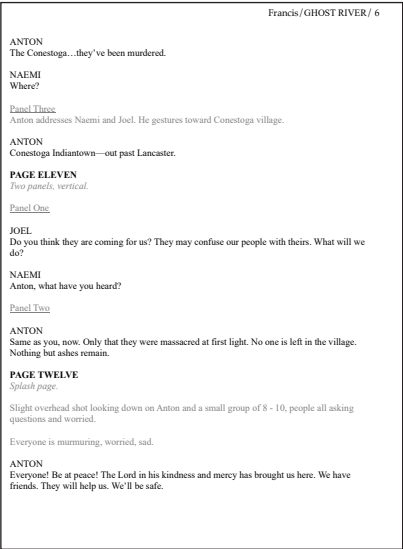 Francis/GHOST RIVER/ 6
ANTON
The Conestoga…they've been murdered.
NAEMI
Where?
Panel Three
Anton addresses Naemi and Joel. He gestures toward Conestoga village.
ANTON
Conestoga Indiantown—out past Lancaster.
PAGE ELEVEN
Two panels, vertical.
Panel One
JOEL
Do you think they are coming for us? They may confuse our people with theirs. What will we
do?
NAEMI
Anton, what have you heard?
Panel Two
ANTON
Same as you, now. Only that they were massacred at first light. No one is left in the village.
Nothing but ashes remain.
PAGE TWELVE
Splash page.
Slight overhead shot looking down on Anton and a small group of 8 - 10, people all asking
questions and worried.
Everyone is murmuring, worried, sad.
ANTON
Everyone! Be at peace! The Lord in his kindness and mercy has brought us here. We have
friends. They will help us. We'll be safe.